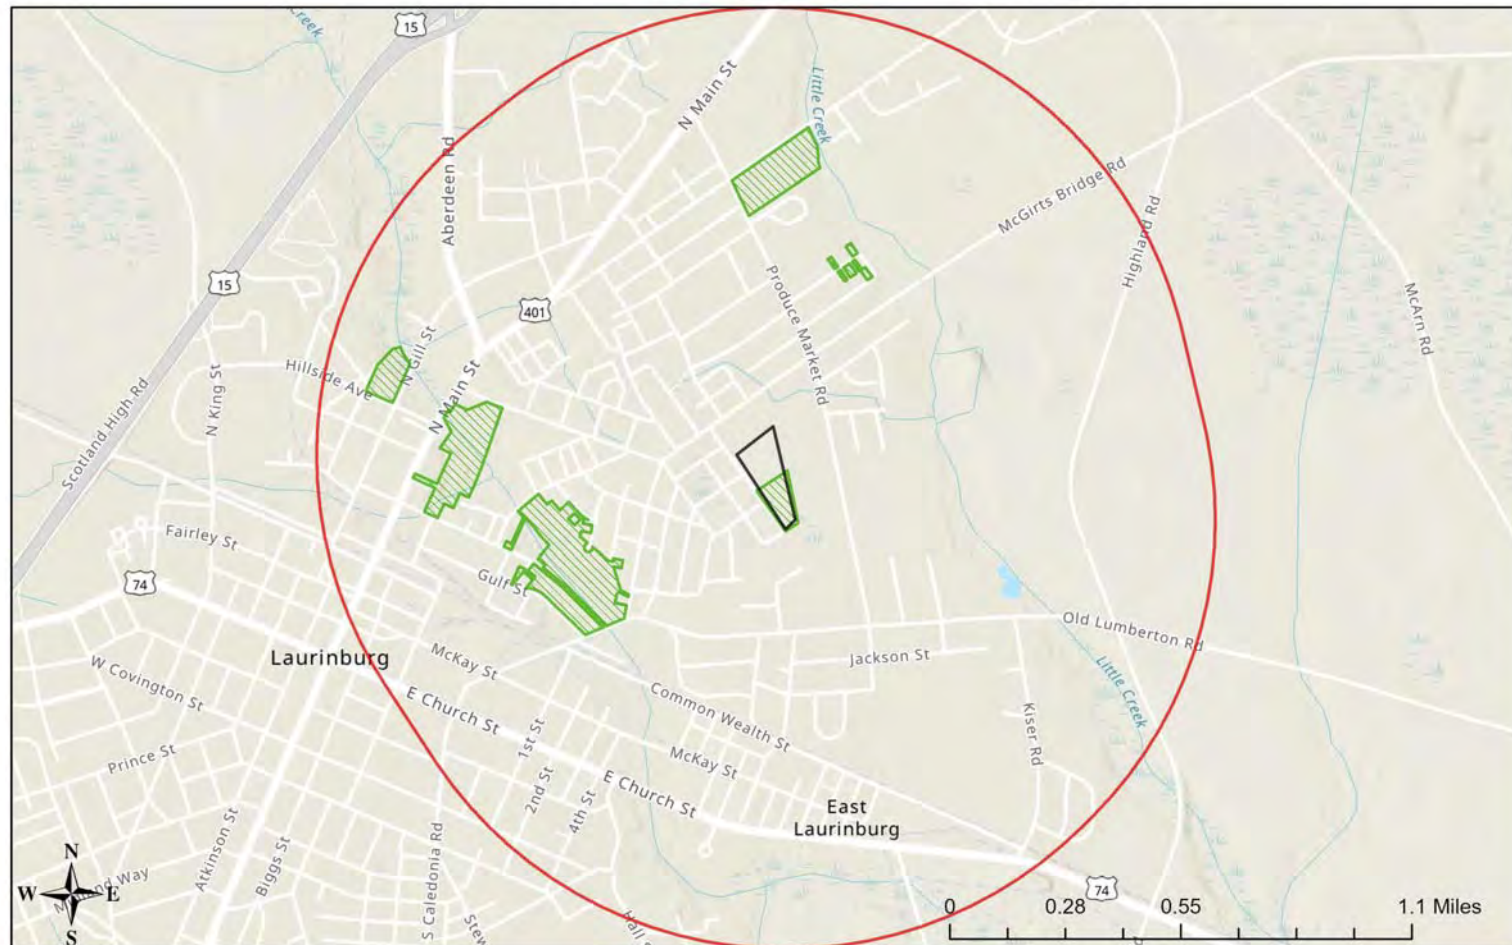 Creek
15
N Main St
Little Creek
Aberdeen Rd
McGirts Bridge Rd
Highland Rd
15
Produce Market Rd
McArn Rd
401
N Gill St
Hillside Ave
N King St
N Main St
Scotland High Rd
Fairley St
74
Gulf St
Old Lumberton Rd
Laurinburg
McKay St
Jackson St
W Covington St
E Church St
Common Wealth St
Little Creek
Kiser Rd
1st St
Prince St
McKay St
2nd St
E Church St
4th St
East
Laurinburg
Atkinson St
Biggs St
S Caledonia Rd
N
W E
S
Way
74
0 0.28 0.55 1.1 Miles